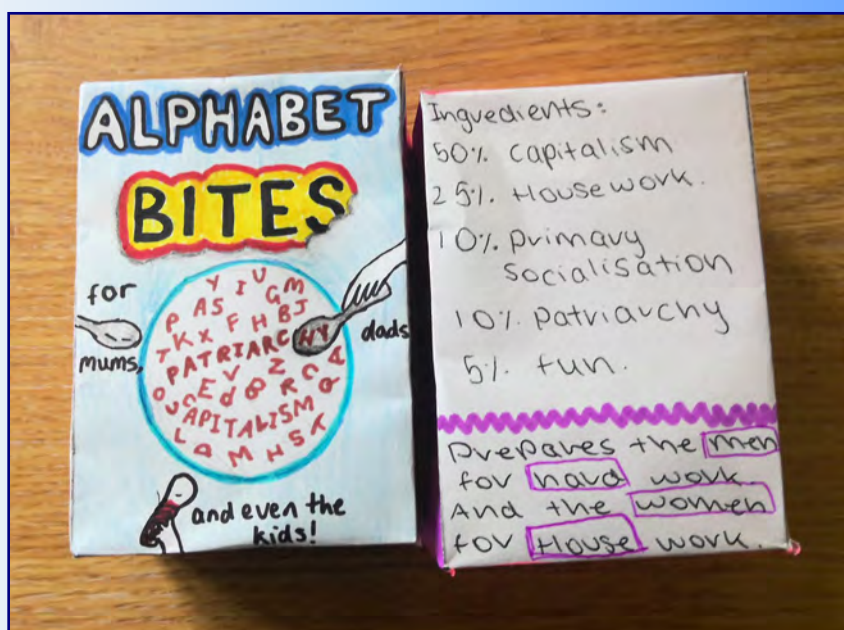 ALPHABET
BITES
for
mums,
dads
and even the
kids!
Y I U
P AS G M
T K X F H B J
PATRIARCHY
CAPITALISM
Ingredients:
50% Capitalism
25% Housework.
10% primary
socialisation
10% patriarchy
5% fun.
prepares the men
for hard work.
And the women
for House work.